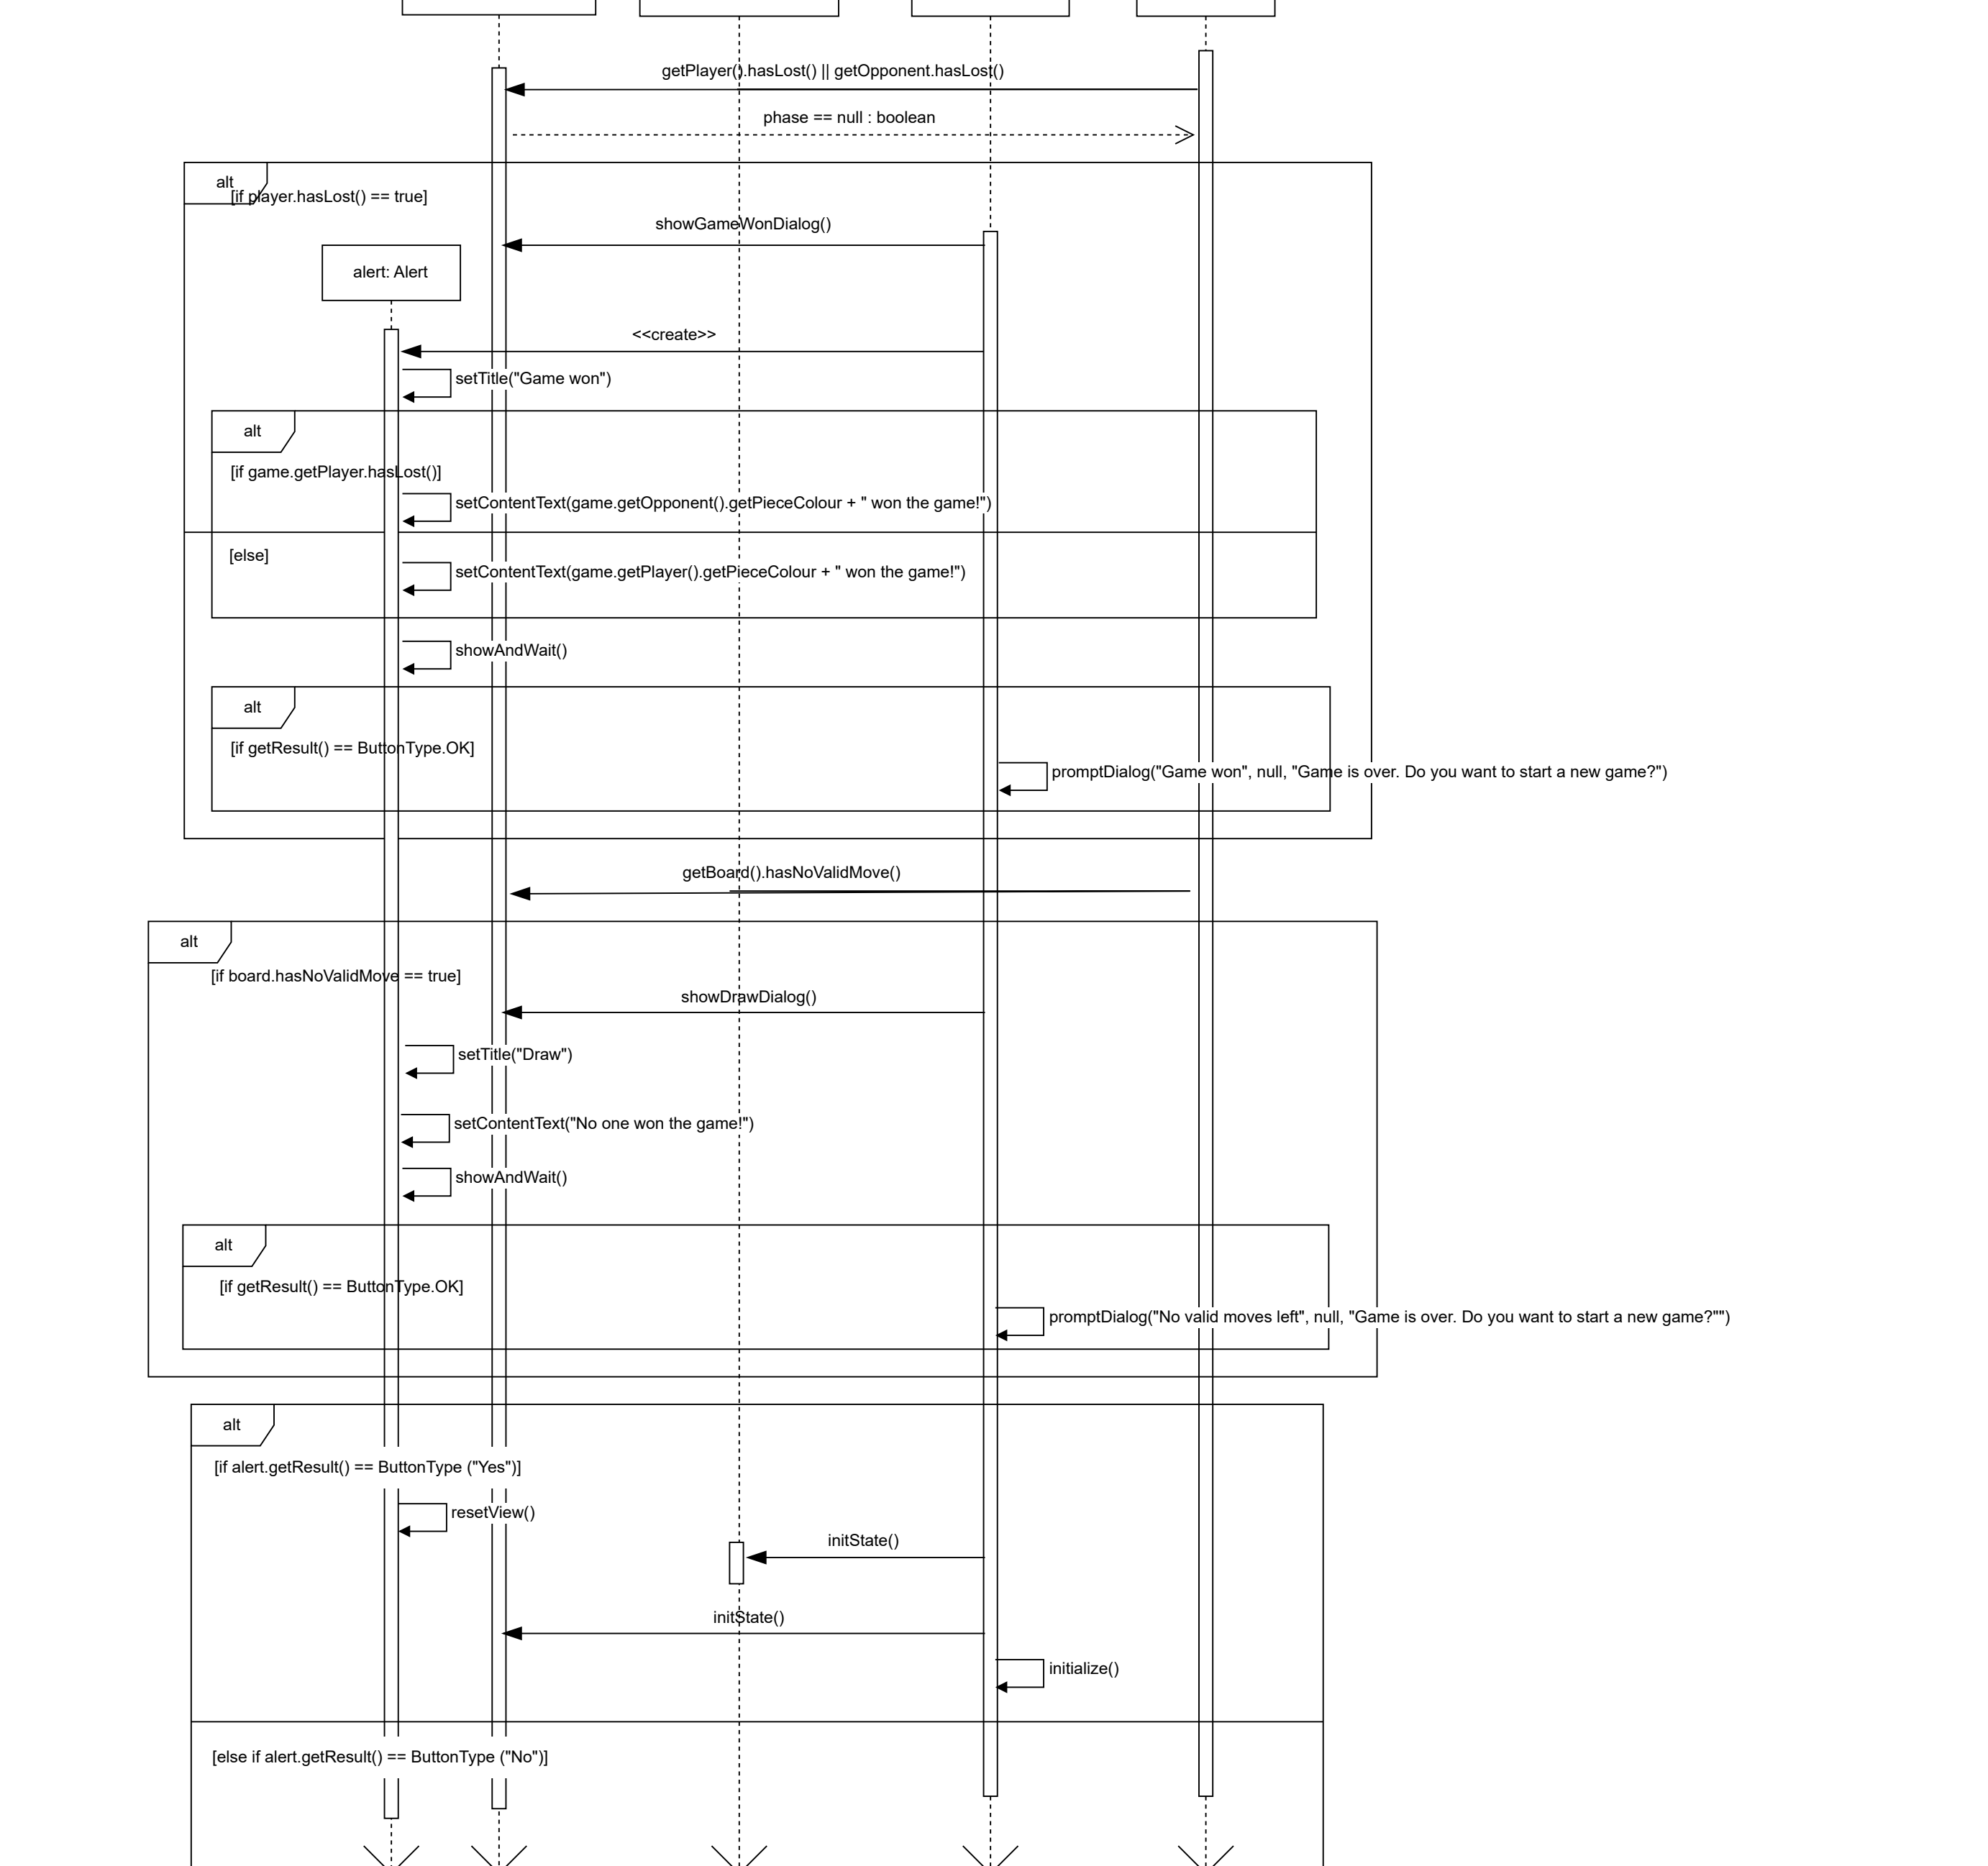 getPlayer().hasLost() || getOpponent.hasLost()
phase == null : boolean
alt
[if player.hasLost() == true]
showGameWonDialog()
alert: Alert
<<create>>
setTitle("Game won")
alt
[if game.getPlayer.hasLost()]
setContentText(game.getOpponent().getPieceColour + " won the game!")
[else]
setContentText(game.getPlayer().getPieceColour + " won the game!")
showAndWait()
alt
[if getResult() == ButtonType.OK]
promptDialog("Game won", null, "Game is over. Do you want to start a new game?")
getBoard().hasNoValidMove()
alt
[if board.hasNoValidMove == true]
showDrawDialog()
setTitle("Draw")
setContentText("No one won the game!")
showAndWait()
alt
[if getResult() == ButtonType.OK]
promptDialog("No valid moves left", null, "Game is over. Do you want to start a new game?"")
alt
[if alert.getResult() == ButtonType ("Yes")]
resetView()
initState()
initState()
initialize()
[else if alert.getResult() == ButtonType ("No")]